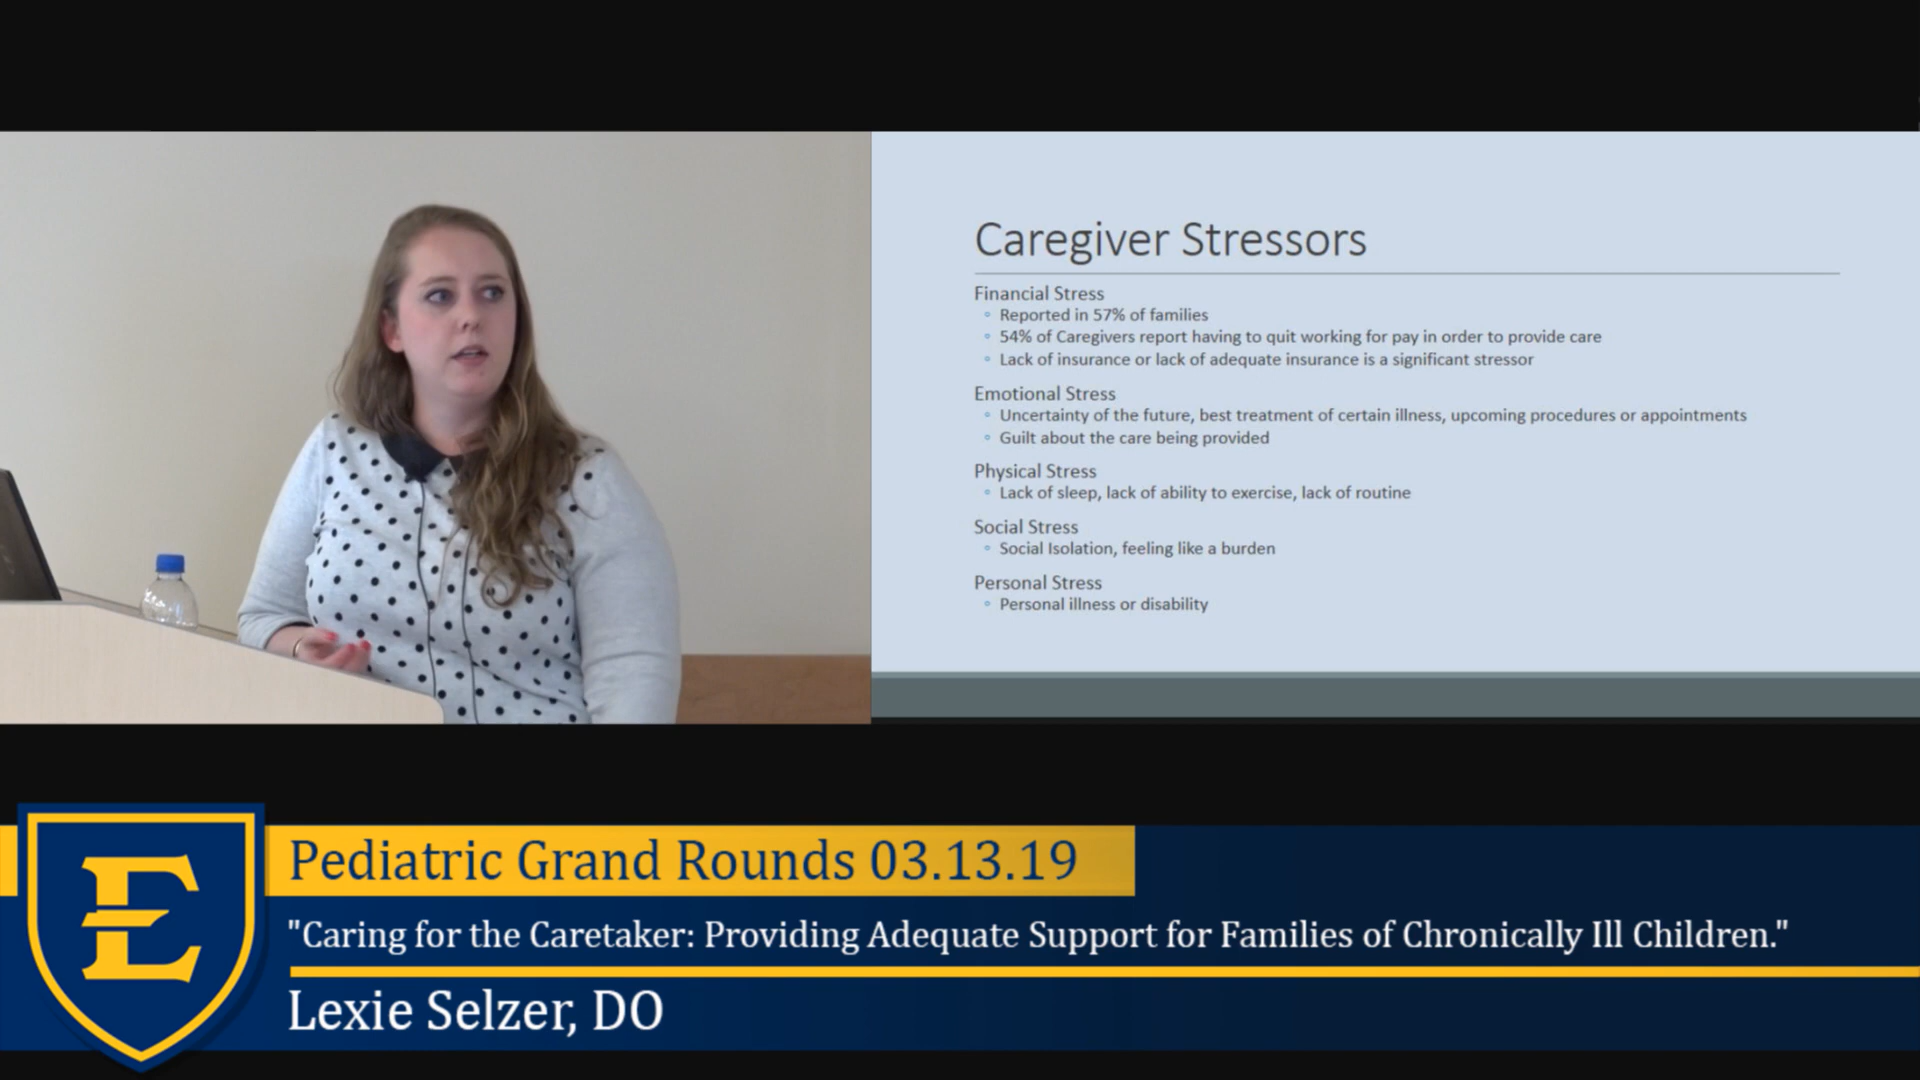 Caregiver Stressors
Financial Stress
◦ Reported in 57% of families
◦ 54% of Caregivers report having to quit working for pay in order to provide care
◦ Lack of insurance or lack of adequate insurance is a significant stressor
Emotional Stress
◦ Uncertainty of the future, best treatment of certain illness, upcoming procedures or appointments
◦ Guilt about the care being provided
Physical Stress
◦ Lack of sleep, lack of ability to exercise, lack of routine
Social Stress
◦ Social Isolation, feeling like a burden
Personal Stress
◦ Personal illness or disability
E
Pediatric Grand Rounds 03.13.19
"Caring for the Caretaker: Providing Adequate Support for Families of Chronically Ill Children."
Lexie Selzer, DO